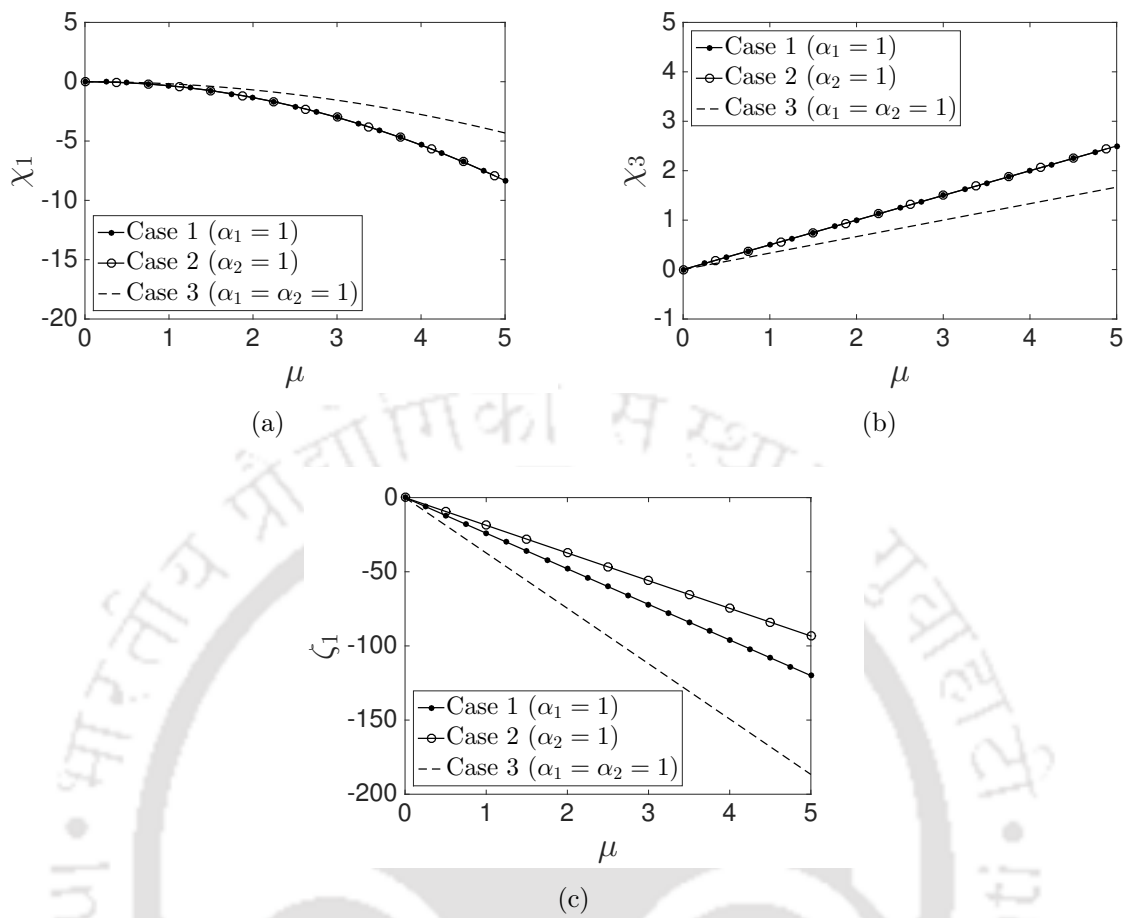 5
0
-5
-10
-15
-20
χ1
Case 1 (α1 = 1)
Case 2 (α2 = 1)
Case 3 (α1 = α2 = 1)
0 1 2 3 4 5
μ
(a)
5
4
3
2
1
0
-1
χ3
Case 1 (α1 = 1)
Case 2 (α2 = 1)
Case 3 (α1 = α2 = 1)
0 1 2 3 4 5
μ
(b)
0
-50
-100
-150
-200
ζ1
Case 1 (α1 = 1)
Case 2 (α2 = 1)
Case 3 (α1 = α2 = 1)
0 1 2 3 4 5
μ
(c)